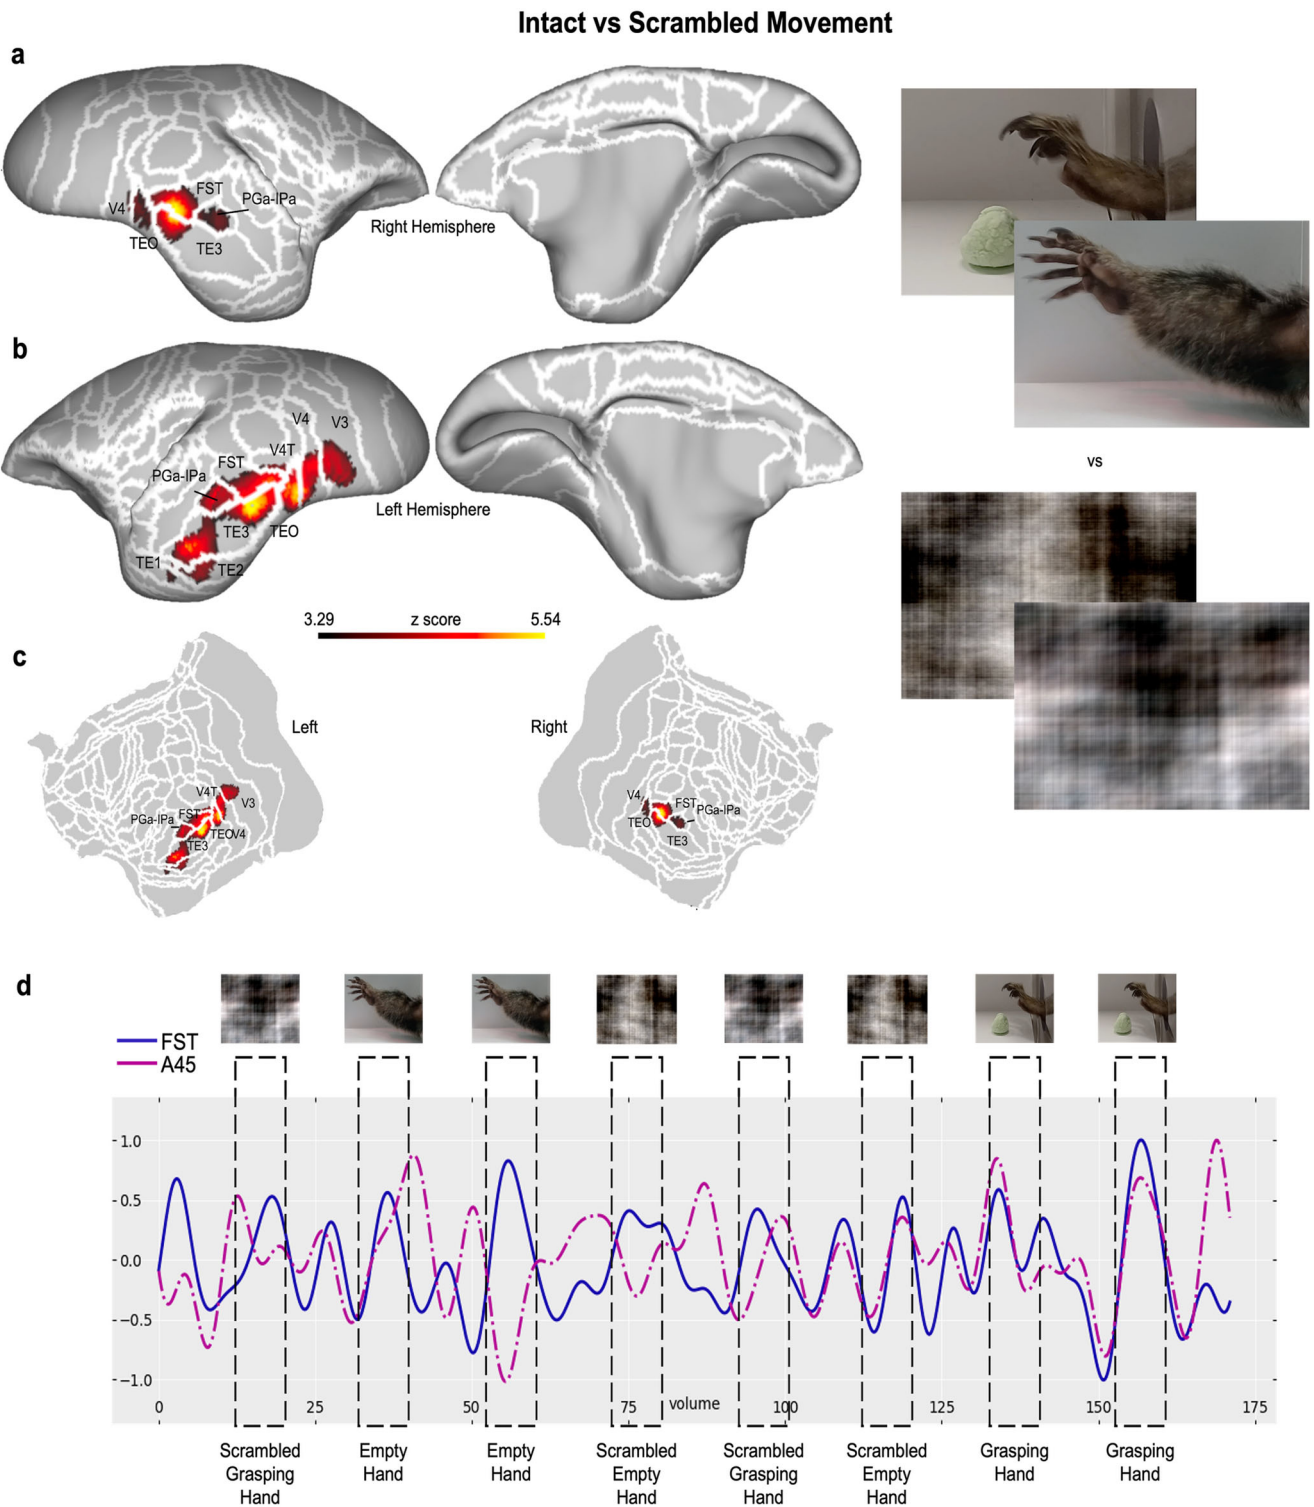 Intact vs Scrambled Movement
a
V4
FST
PGa-IPa
TEO
TE3
Right Hemisphere
b
V4
V3
V4T
FST
PGa-IPa
TE3
TEO
TE1
TE2
Left Hemisphere
vs
3.29
z score
5.54
c
Left
Right
V4T
V3
FST
PGa-IPa
TEO
V4
TE3
V4
FST
PGa-IPa
TEO
TE3
d
FST
A45
1.0
0.5
0.0
−0.5
−1.0
0
25
50
75
volume
100
125
150
175
Scrambled
Grasping
Hand
Empty
Hand
Empty
Hand
Scrambled
Empty
Hand
Scrambled
Grasping
Hand
Scrambled
Empty
Hand
Grasping
Hand
Grasping
Hand